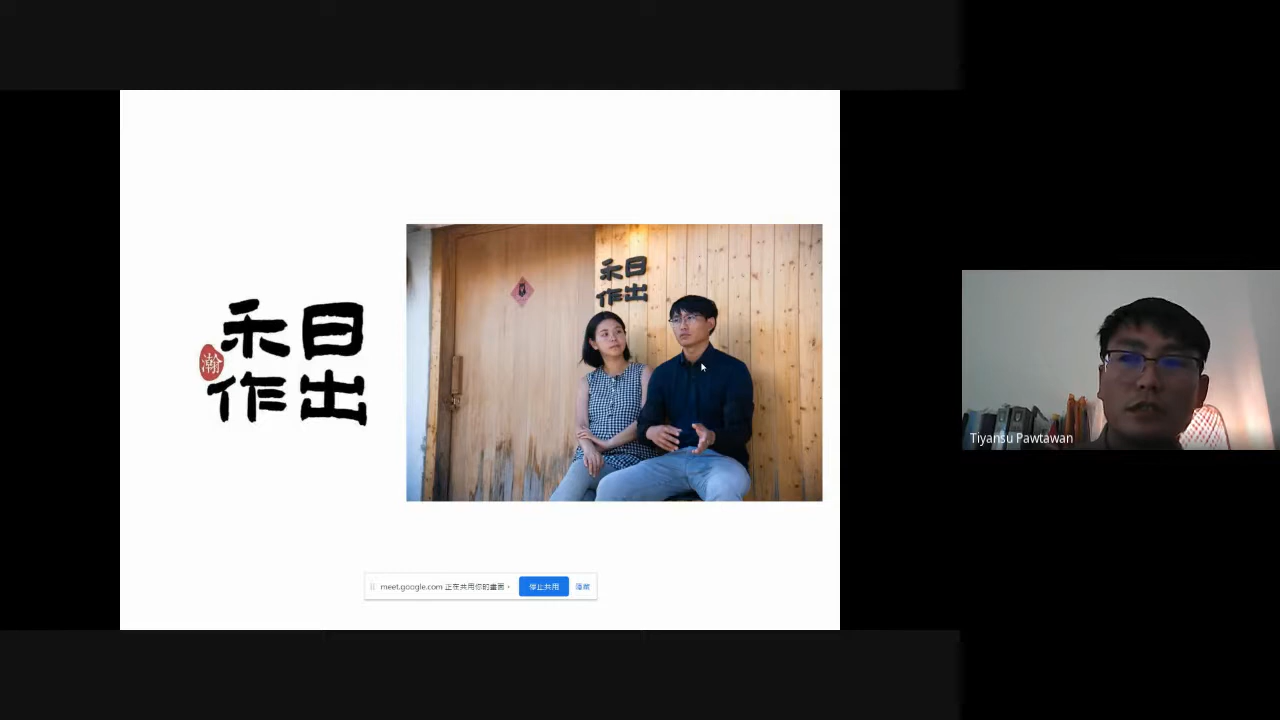 禾日
作出
瀚
禾日
作出
meet.google.com 正在共用你的畫面。
停止共用
隱藏
Tiyansu Pawtawan